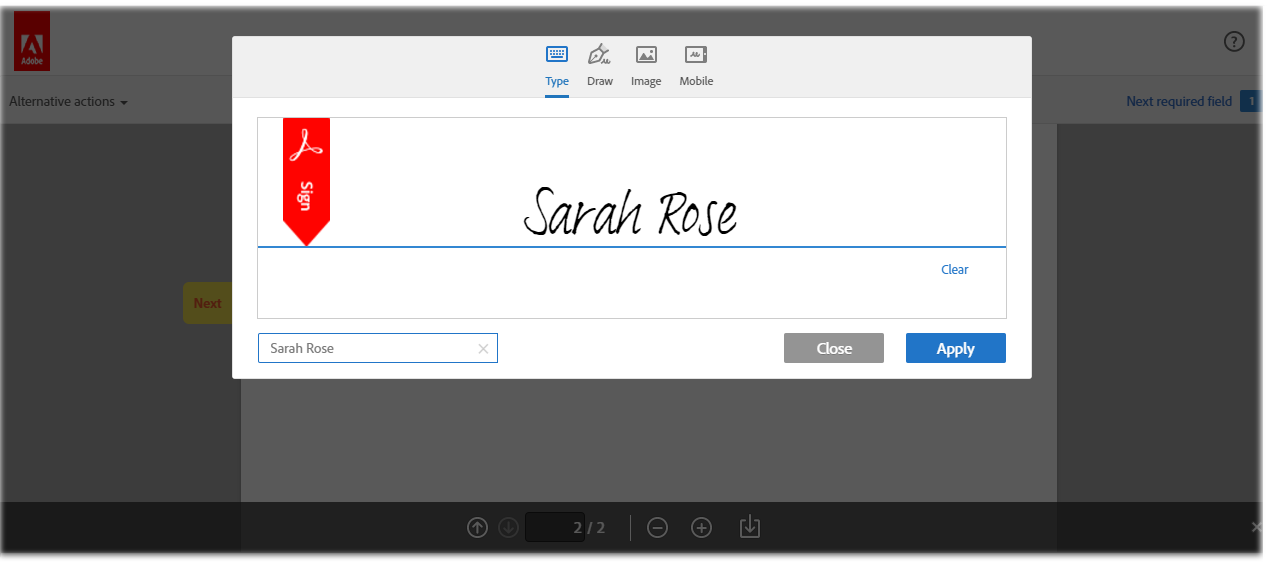 Adobe
?
Alternative actions
Next required field 1
Type Draw Image Mobile
Sign
Sarah Rose
Clear
Next
Sarah Rose
Close Apply
2 / 2